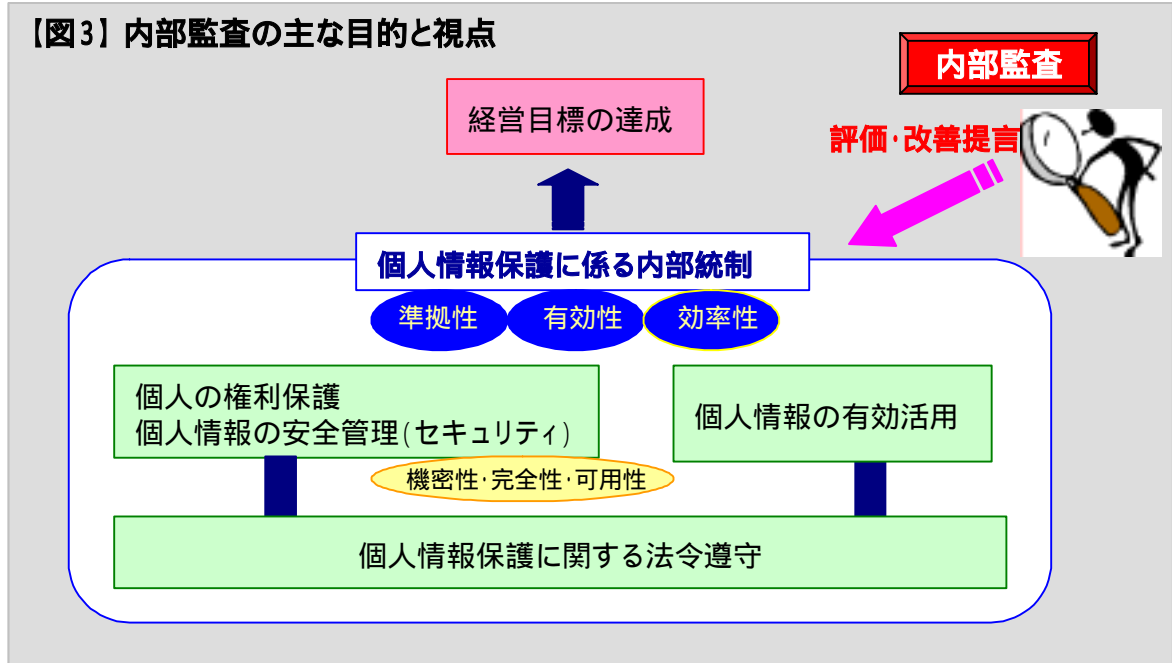 【図3】内部監査の主な目的と視点
内部監査
経営目標の達成
評価・改善提言
個人情報保護に係る内部統制
準拠性
有効性
効率性
個人の権利保護
個人情報の安全管理(セキュリティ)
個人情報の有効活用
機密性・完全性・可用性
個人情報保護に関する法令遵守